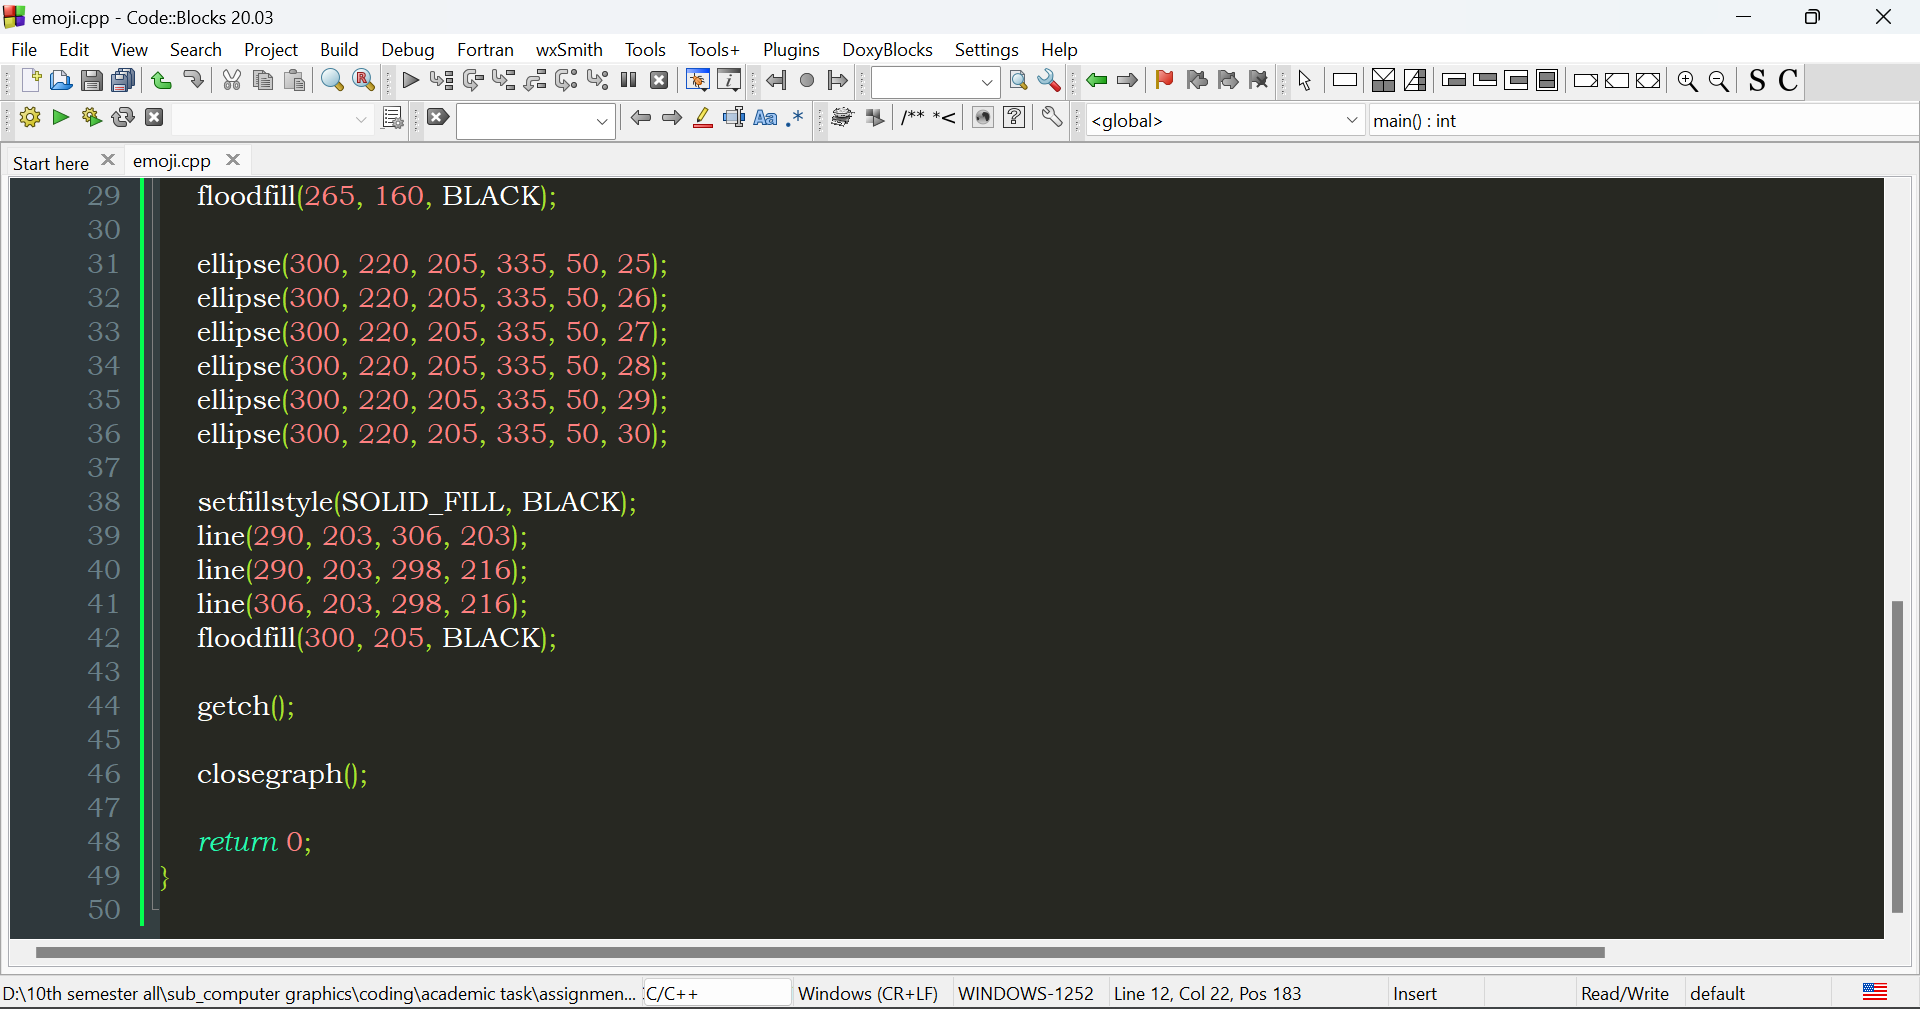 emoji.cpp - Code::Blocks 20.03
File Edit View Search Project Build Debug Fortran wxSmith Tools Tools+ Plugins DoxyBlocks Settings Help
S C
/** *< <global> main() : int
Start here emoji.cpp
29 floodfill(265, 160, BLACK);
30
31 ellipse(300, 220, 205, 335, 50, 25);
32 ellipse(300, 220, 205, 335, 50, 26);
33 ellipse(300, 220, 205, 335, 50, 27);
34 ellipse(300, 220, 205, 335, 50, 28);
35 ellipse(300, 220, 205, 335, 50, 29);
36 ellipse(300, 220, 205, 335, 50, 30);
37
38 setfillstyle(SOLID_FILL, BLACK);
39 line(290, 203, 306, 203);
40 line(290, 203, 298, 216);
41 line(306, 203, 298, 216);
42 floodfill(300, 205, BLACK);
43
44 getch();
45
46 closegraph();
47
48 return 0;
49 }
50
D:\10th semester all\sub_computer graphics\coding\academic task\assignmen... C/C++ Windows (CR+LF) WINDOWS-1252 Line 12, Col 22, Pos 183 Insert Read/Write default